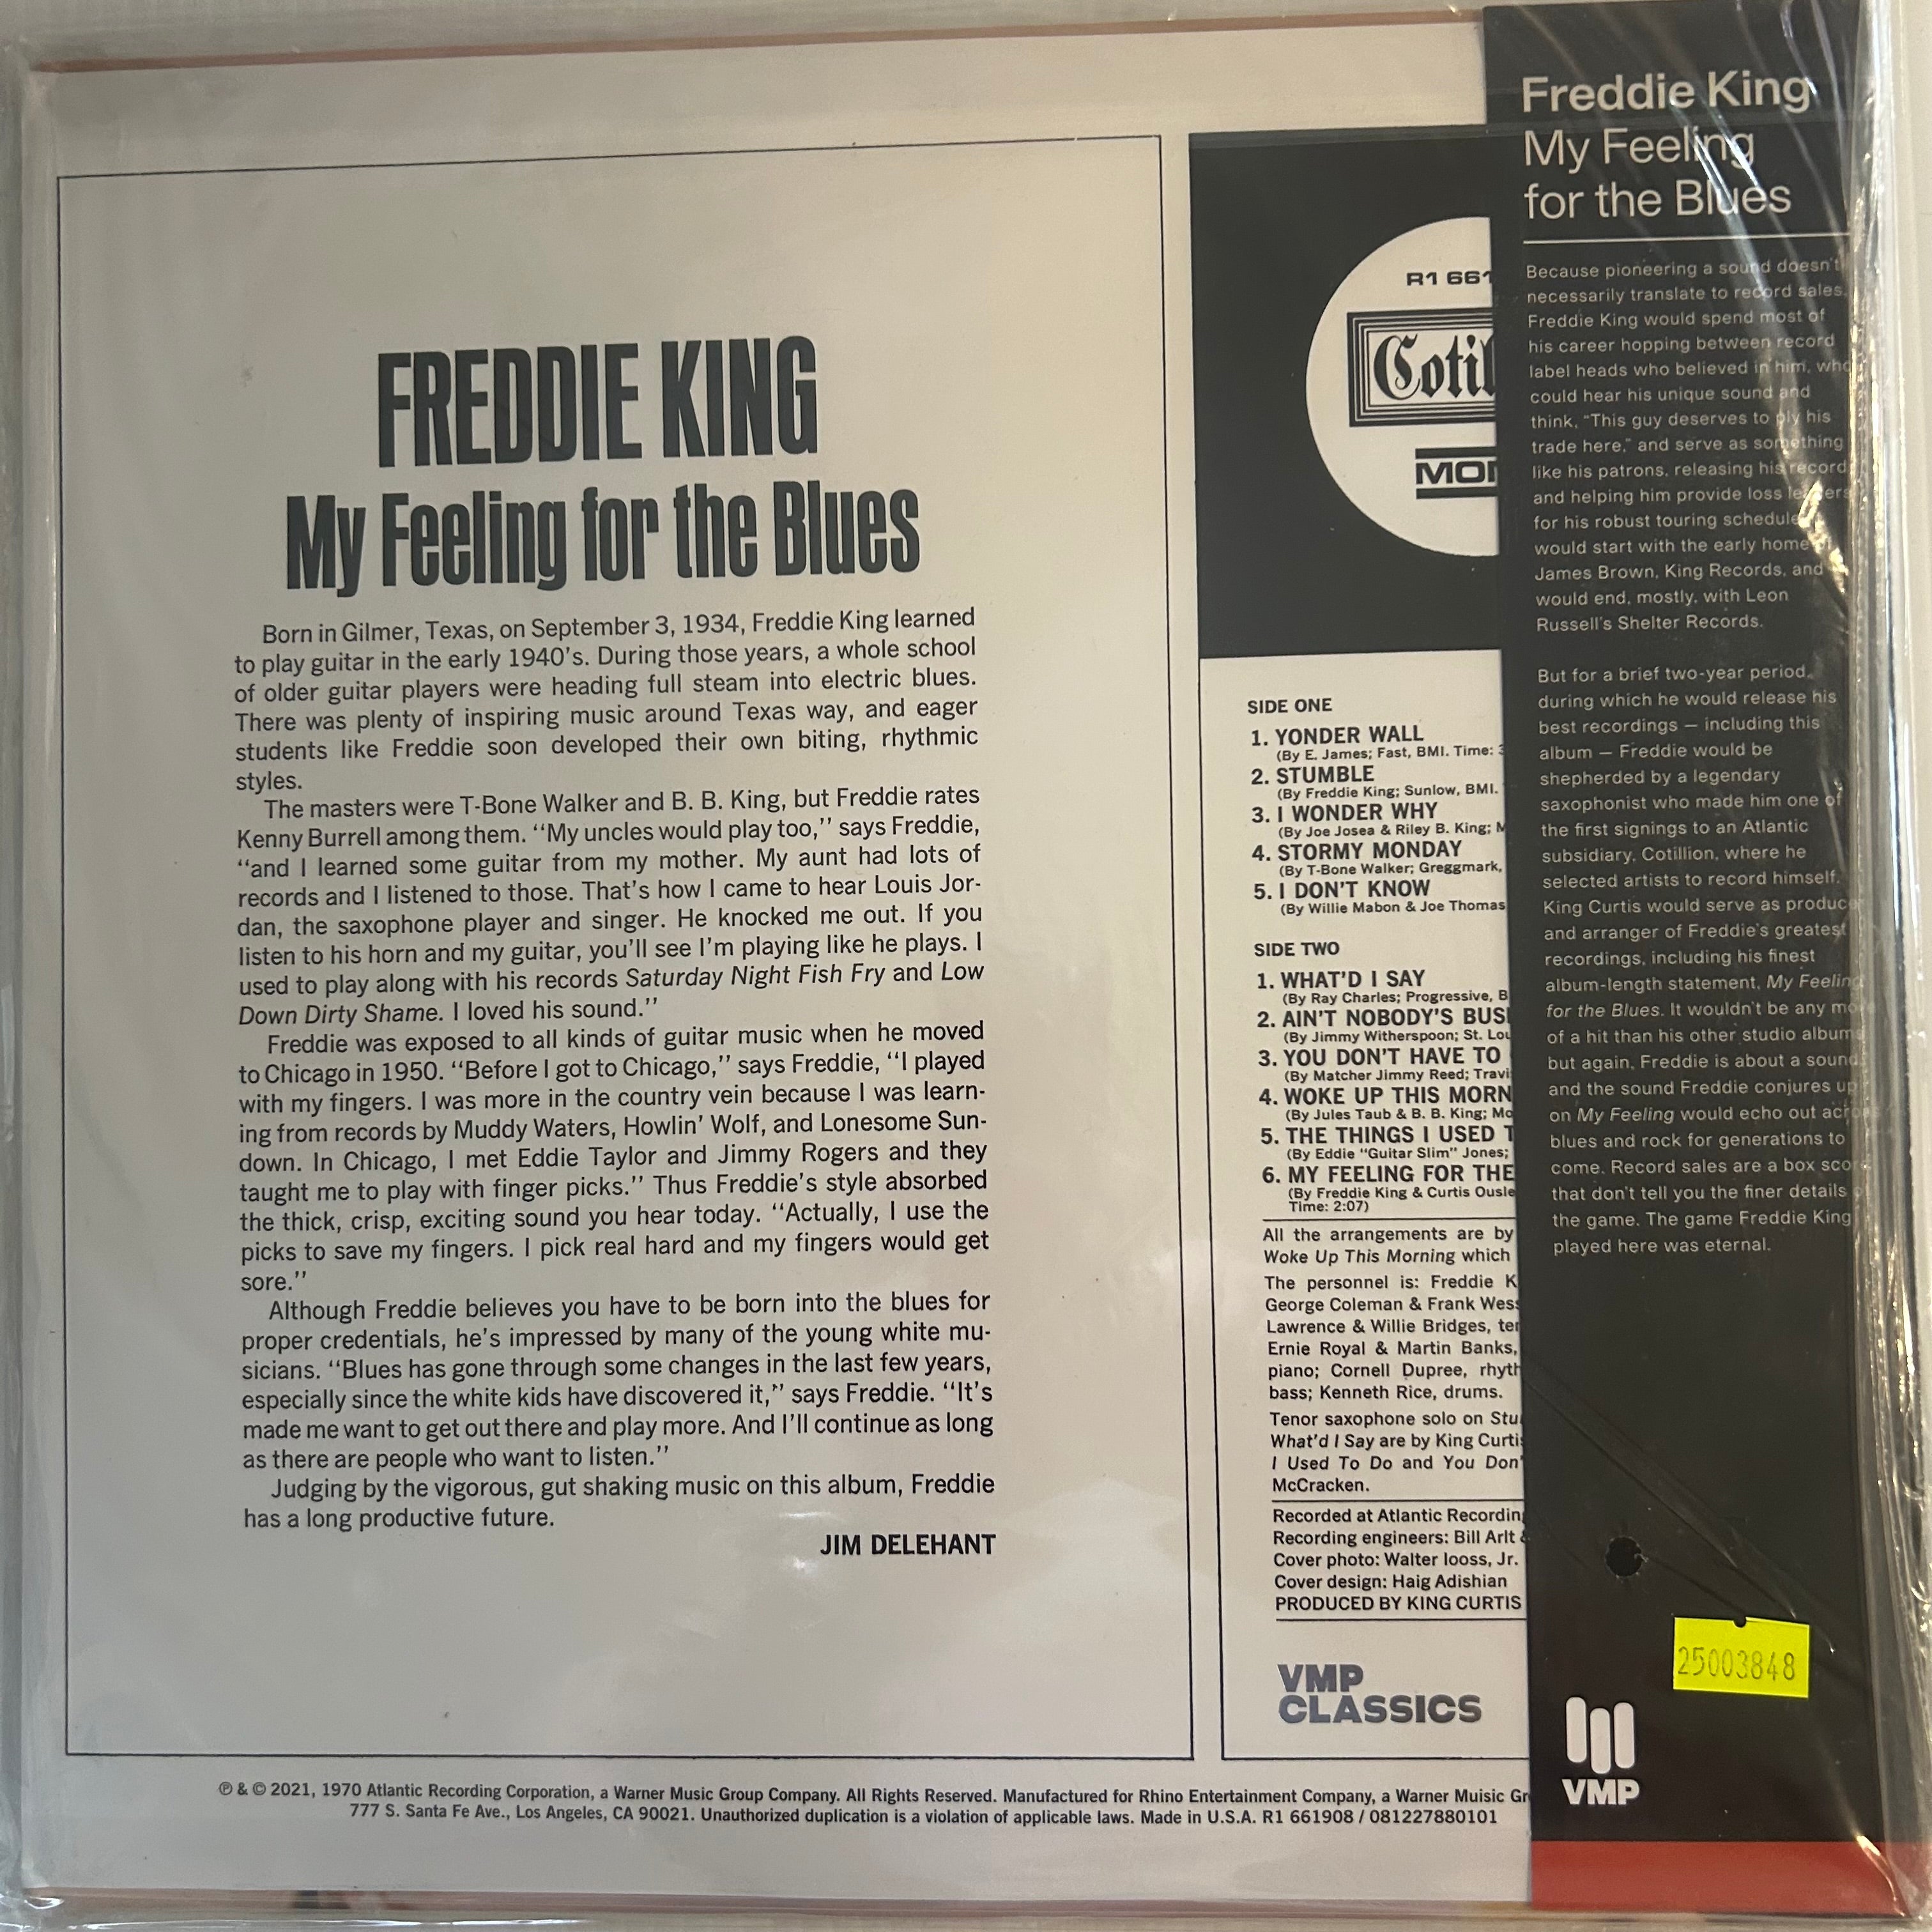 FREDDIE KING
My Feeling for the Blues
Born in Gilmer, Texas, on September 3, 1934, Freddie King learned
to play guitar in the early 1940's. During those years, a whole school
of older guitar players were heading full steam into electric blues.
There was plenty of inspiring music around Texas way, and eager
students like Freddie soon developed their own biting, rhythmic
styles.
The masters were T-Bone Walker and B. B. King, but Freddie rates
Kenny Burrell among them. ‘‘My uncles would play too,’’ says Freddie,
‘‘and I learned some guitar from my mother. My aunt had lots of
records and I listened to those. That's how I came to hear Louis Jor-
dan, the saxophone player and singer. He knocked me out. If you
listen to his horn and my guitar, you'll see I'm playing like he plays. I
used to play along with his records Saturday Night Fish Fry and Low
Down Dirty Shame. I loved his sound.’’
Freddie was exposed to all kinds of guitar music when he moved
to Chicago in 1950. ‘‘Before I got to Chicago,’’ says Freddie, ‘‘I played
with my fingers. I was more in the country vein because I was learn-
ing from records by Muddy Waters, Howlin' Wolf, and Lonesome Sun-
down. In Chicago, I met Eddie Taylor and Jimmy Rogers and they
taught me to play with finger picks.’’ Thus Freddie's style absorbed
the thick, crisp, exciting sound you hear today. ‘‘Actually, I use the
picks to save my fingers. I pick real hard and my fingers would get
sore.’’
Although Freddie believes you have to be born into the blues for
proper credentials, he's impressed by many of the young white mu-
sicians. ‘‘Blues has gone through some changes in the last few years,
especially since the white kids have discovered it,’’ says Freddie. ‘‘It's
made me want to get out there and play more. And I'll continue as long
as there are people who want to listen.’’
Judging by the vigorous, gut shaking music on this album, Freddie
has a long productive future.
JIM DELEHANT
R1 661
Cotil
MO
SIDE ONE
1. YONDER WALL
(By E. James; Fast, BMI. Time: 3
2. STUMBLE
(By Freddie King; Sunlow, BMI.
3. I WONDER WHY
(By Joe Josea & Riley B. King; M
4. STORMY MONDAY
(By T-Bone Walker; Greggmark,
5. I DON'T KNOW
(By Willie Mabon & Joe Thomas
SIDE TWO
1. WHAT'D I SAY
(By Ray Charles; Progressive, B
2. AIN'T NOBODY'S BUSI
(By Jimmy Witherspoon; St. Lou
3. YOU DON'T HAVE TO
(By Matcher Jimmy Reed; Travi
4. WOKE UP THIS MORN
(By Jules Taub & B. B. King; Mo
5. THE THINGS I USED T
(By Eddie "Guitar Slim" Jones;
6. MY FEELING FOR THE
(By Freddie King & Curtis Ousle
Time: 2:07)
All the arrangements are by
Woke Up This Morning which
The personnel is: Freddie K
George Coleman & Frank Wess
Lawrence & Willie Bridges, ten
Ernie Royal & Martin Banks,
piano; Cornell Dupree, rhyth
bass; Kenneth Rice, drums.
Tenor saxophone solo on Stu
What'd I Say are by King Curtis
I Used To Do and You Don'
McCracken.
Recorded at Atlantic Recording
Recording engineers: Bill Arlt &
Cover photo: Walter Iooss, Jr.
Cover design: Haig Adishian
PRODUCED BY KING CURTIS
VMP
CLASSICS
℗ & © 2021, 1970 Atlantic Recording Corporation, a Warner Music Group Company. All Rights Reserved. Manufactured for Rhino Entertainment Company, a Warner Muisic Gr
777 S. Santa Fe Ave., Los Angeles, CA 90021. Unauthorized duplication is a violation of applicable laws. Made in U.S.A. R1 661908 / 081227880101
Freddie King
My Feeling
for the Blues
Because pioneering a sound doesn't
necessarily translate to record sales,
Freddie King would spend most of
his career hopping between record
label heads who believed in him, who
could hear his unique sound and
think, “This guy deserves to ply his
trade here,” and serve as something
like his patrons, releasing his record
and helping him provide loss leaders
for his robust touring schedule
would start with the early home of
James Brown, King Records, and
would end, mostly, with Leon
Russell's Shelter Records.
But for a brief two-year period,
during which he would release his
best recordings — including this
album — Freddie would be
shepherded by a legendary
saxophonist who made him one of
the first signings to an Atlantic
subsidiary, Cotillion, where he
selected artists to record himself.
King Curtis would serve as producer
and arranger of Freddie's greatest
recordings, including his finest
album-length statement, My Feeling
for the Blues. It wouldn't be any more
of a hit than his other studio albums
but again, Freddie is about a sound
and the sound Freddie conjures up
on My Feeling would echo out across
blues and rock for generations to
come. Record sales are a box score
that don't tell you the finer details of
the game. The game Freddie King
played here was eternal.
25003848
VMP